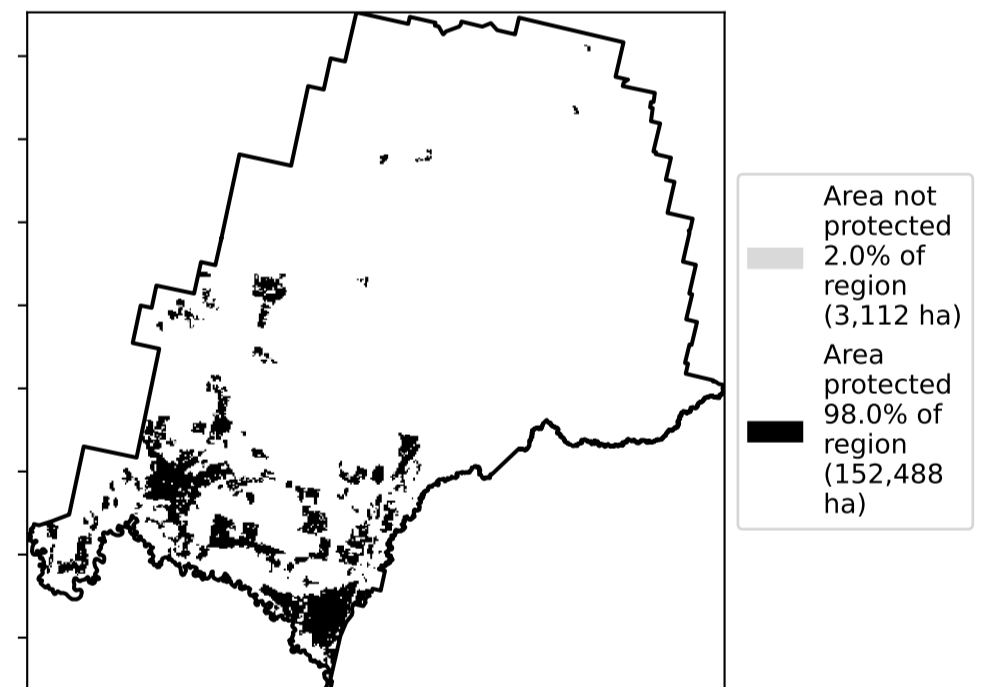 Area not
protected
2.0% of
region
(3,112 ha)
Area
protected
98.0% of
region
(152,488
ha)